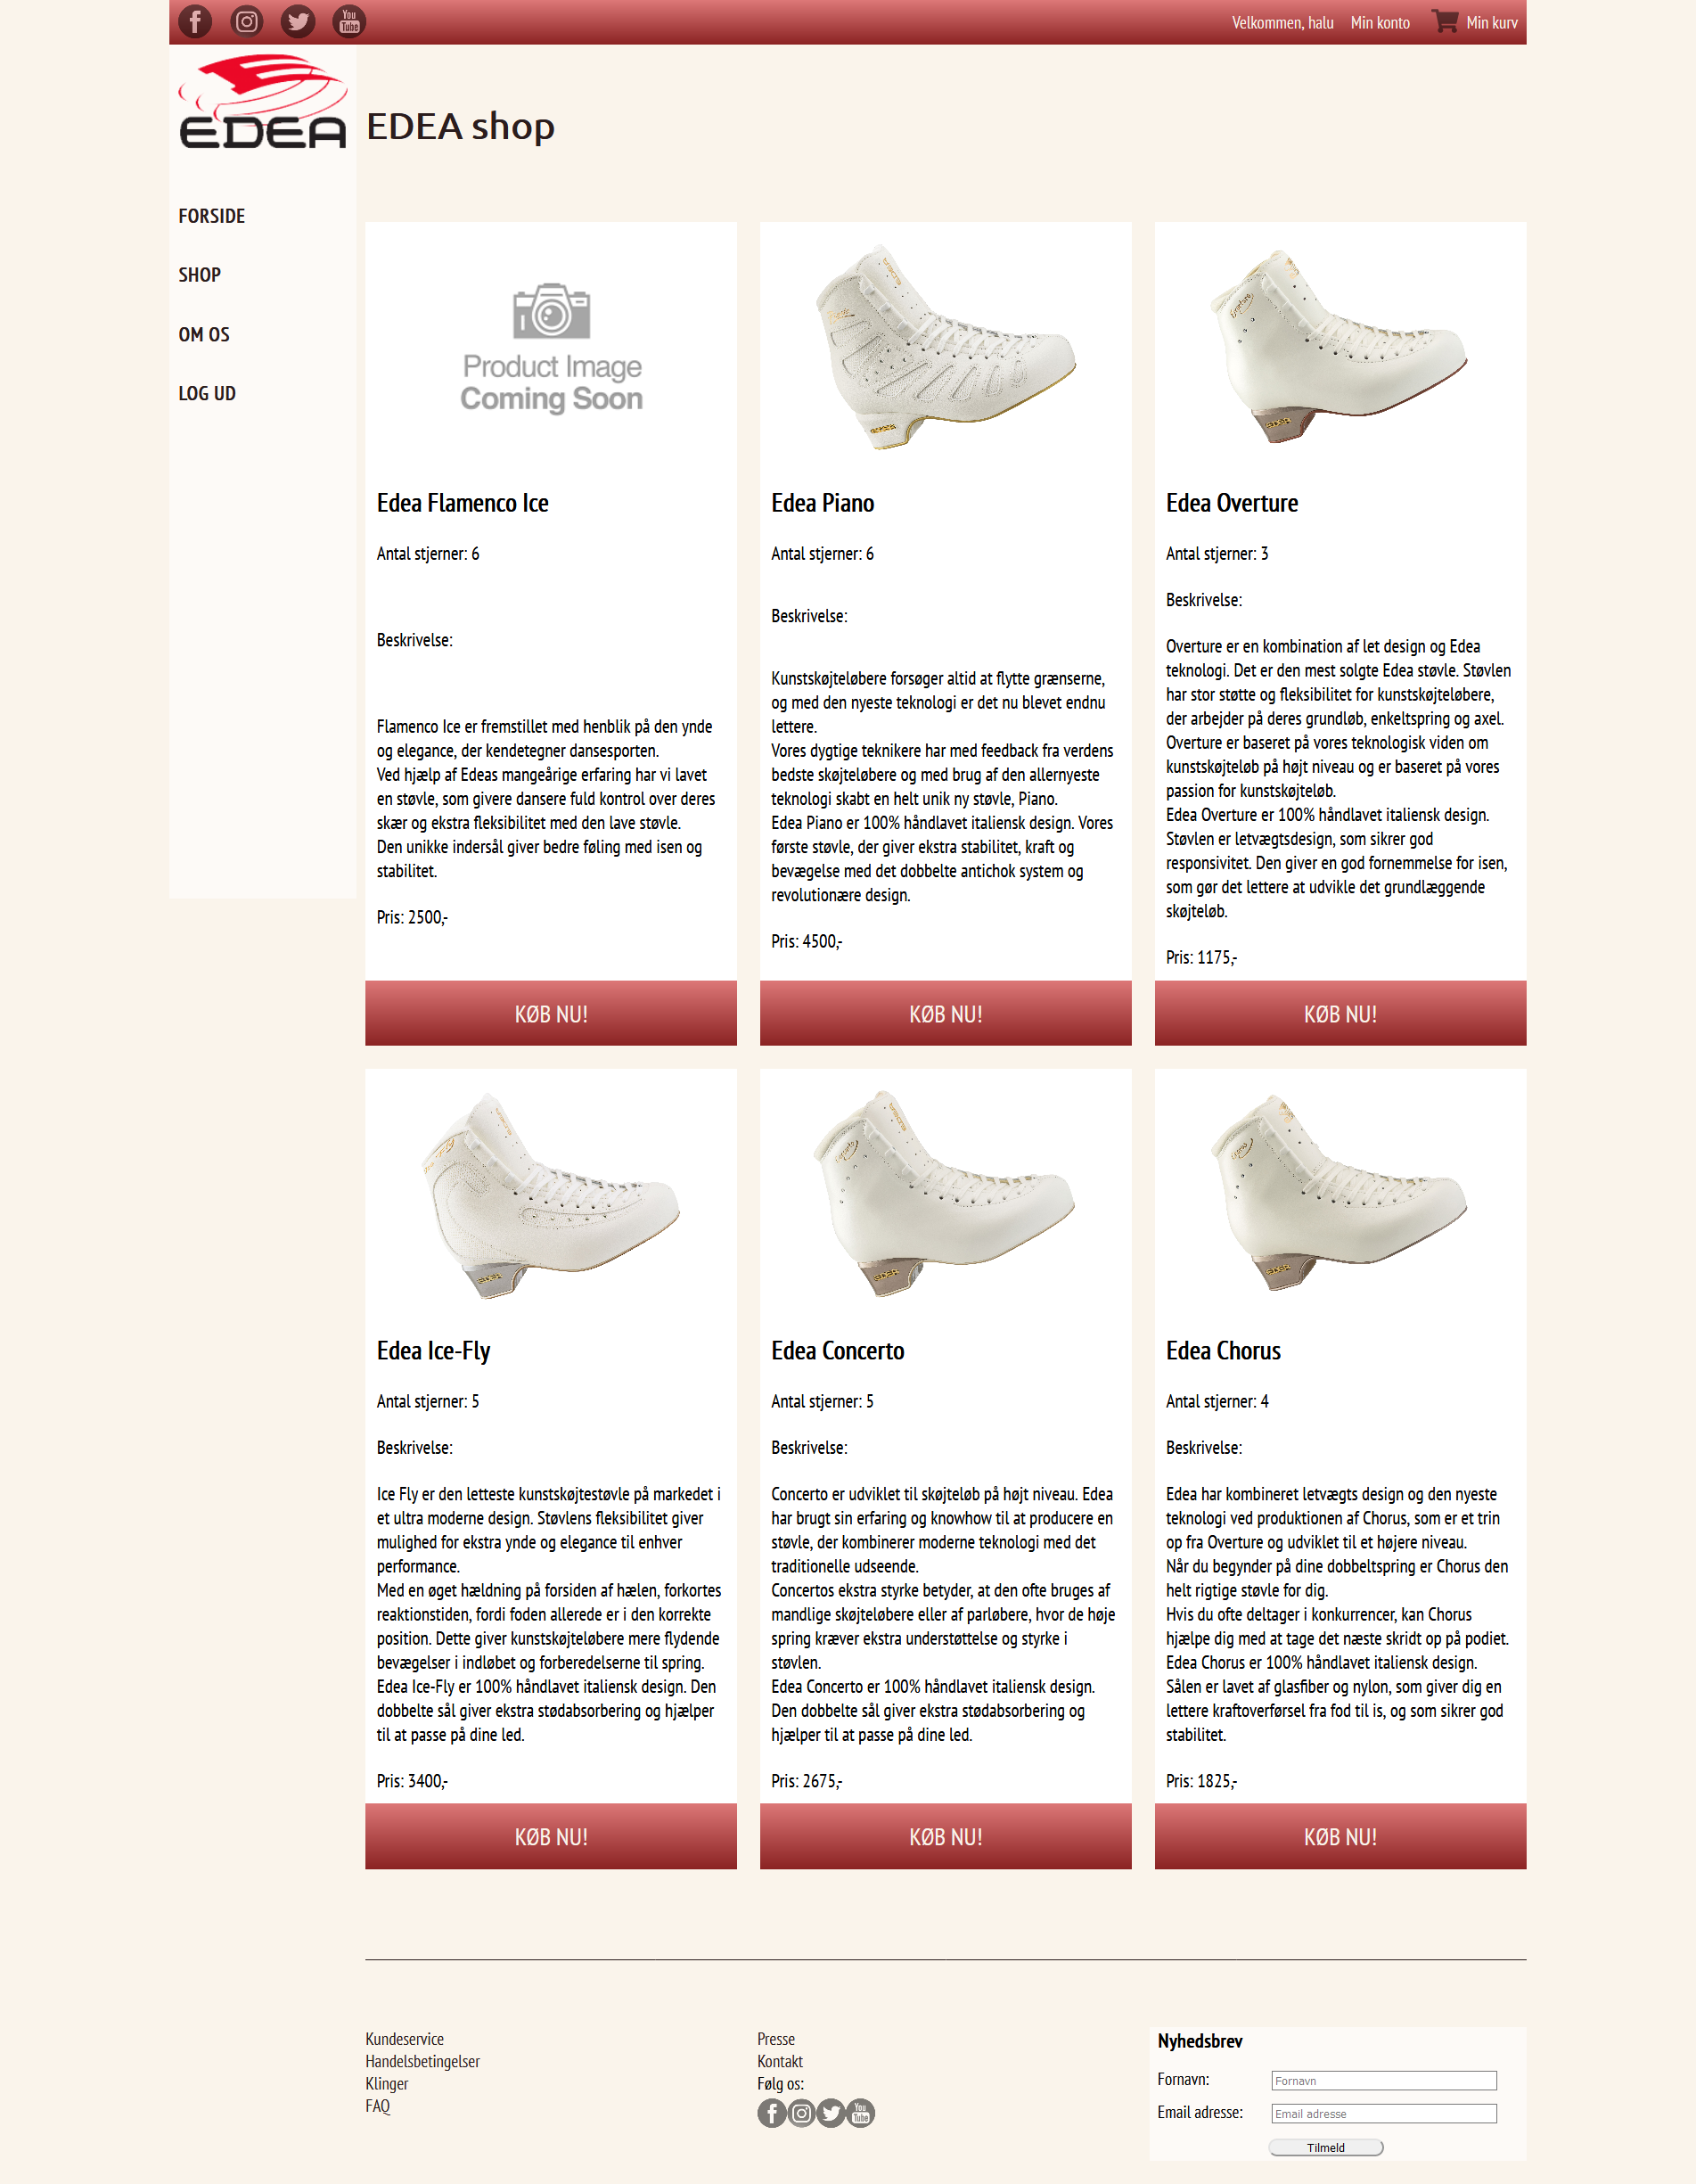 You
Tube
Velkommen, halu
Min konto
Min kurv
EDEA
EDEA shop
FORSIDE
SHOP
OM OS
LOG UD
Product Image
Coming Soon
Edea Flamenco Ice
Antal stjerner: 6
Beskrivelse:
Flamenco Ice er fremstillet med henblik på den ynde
og elegance, der kendetegner dansesporten.
Ved hjælp af Edeas mangeårige erfaring har vi lavet
en støvle, som givere dansere fuld kontrol over deres
skær og ekstra fleksibilitet med den lave støvle.
Den unikke indersål giver bedre føling med isen og
stabilitet.
Pris: 2500,-
KØB NU!
EDEA
Edea Piano
Antal stjerner: 6
Beskrivelse:
Kunstskøjteløbere forsøger altid at flytte grænserne,
og med den nyeste teknologi er det nu blevet endnu
lettere.
Vores dygtige teknikere har med feedback fra verdens
bedste skøjteløbere og med brug af den allernyeste
teknologi skabt en helt unik ny støvle, Piano.
Edea Piano er 100% håndlavet italiensk design. Vores
første støvle, der giver ekstra stabilitet, kraft og
bevægelse med det dobbelte antichok system og
revolutionære design.
Pris: 4500,-
KØB NU!
Overture
EDEA
Edea Overture
Antal stjerner: 3
Beskrivelse:
Overture er en kombination af let design og Edea
teknologi. Det er den mest solgte Edea støvle. Støvlen
har stor støtte og fleksibilitet for kunstskøjteløbere,
der arbejder på deres grundløb, enkeltspring og axel.
Overture er baseret på vores teknologisk viden om
kunstskøjteløb på højt niveau og er baseret på vores
passion for kunstskøjteløb.
Edea Overture er 100% håndlavet italiensk design.
Støvlen er letvægtsdesign, som sikrer god
responsivitet. Den giver en god fornemmelse for isen,
som gør det lettere at udvikle det grundlæggende
skøjteløb.
Pris: 1175,-
KØB NU!
EDEA
Edea Ice-Fly
Antal stjerner: 5
Beskrivelse:
Ice Fly er den letteste kunstskøjtestøvle på markedet i
et ultra moderne design. Støvlens fleksibilitet giver
mulighed for ekstra ynde og elegance til enhver
performance.
Med en øget hældning på forsiden af hælen, forkortes
reaktionstiden, fordi foden allerede er i den korrekte
position. Dette giver kunstskøjteløbere mere flydende
bevægelser i indløbet og forberedelserne til spring.
Edea Ice-Fly er 100% håndlavet italiensk design. Den
dobbelte sål giver ekstra stødabsorbering og hjælper
til at passe på dine led.
Pris: 3400,-
KØB NU!
EDEA
Edea Concerto
Antal stjerner: 5
Beskrivelse:
Concerto er udviklet til skøjteløb på højt niveau. Edea
har brugt sin erfaring og knowhow til at producere en
støvle, der kombinerer moderne teknologi med det
traditionelle udseende.
Concertos ekstra styrke betyder, at den ofte bruges af
mandlige skøjteløbere eller af parløbere, hvor de høje
spring kræver ekstra understøttelse og styrke i
støvlen.
Edea Concerto er 100% håndlavet italiensk design.
Den dobbelte sål giver ekstra stødabsorbering og
hjælper til at passe på dine led.
Pris: 2675,-
KØB NU!
EDEA
Edea Chorus
Antal stjerner: 4
Beskrivelse:
Edea har kombineret letvægts design og den nyeste
teknologi ved produktionen af Chorus, som er et trin
op fra Overture og udviklet til et højere niveau.
Når du begynder på dine dobbeltspring er Chorus den
helt rigtige støvle for dig.
Hvis du ofte deltager i konkurrencer, kan Chorus
hjælpe dig med at tage det næste skridt op på podiet.
Edea Chorus er 100% håndlavet italiensk design.
Sålen er lavet af glasfiber og nylon, som giver dig en
lettere kraftoverførsel fra fod til is, og som sikrer god
stabilitet.
Pris: 1825,-
KØB NU!
Kundeservice
Handelsbetingelser
Klinger
FAQ
Presse
Kontakt
Følg os:
You
Tube
Nyhedsbrev
Fornavn:
Fornavn
Email adresse:
Email adresse
Tilmeld